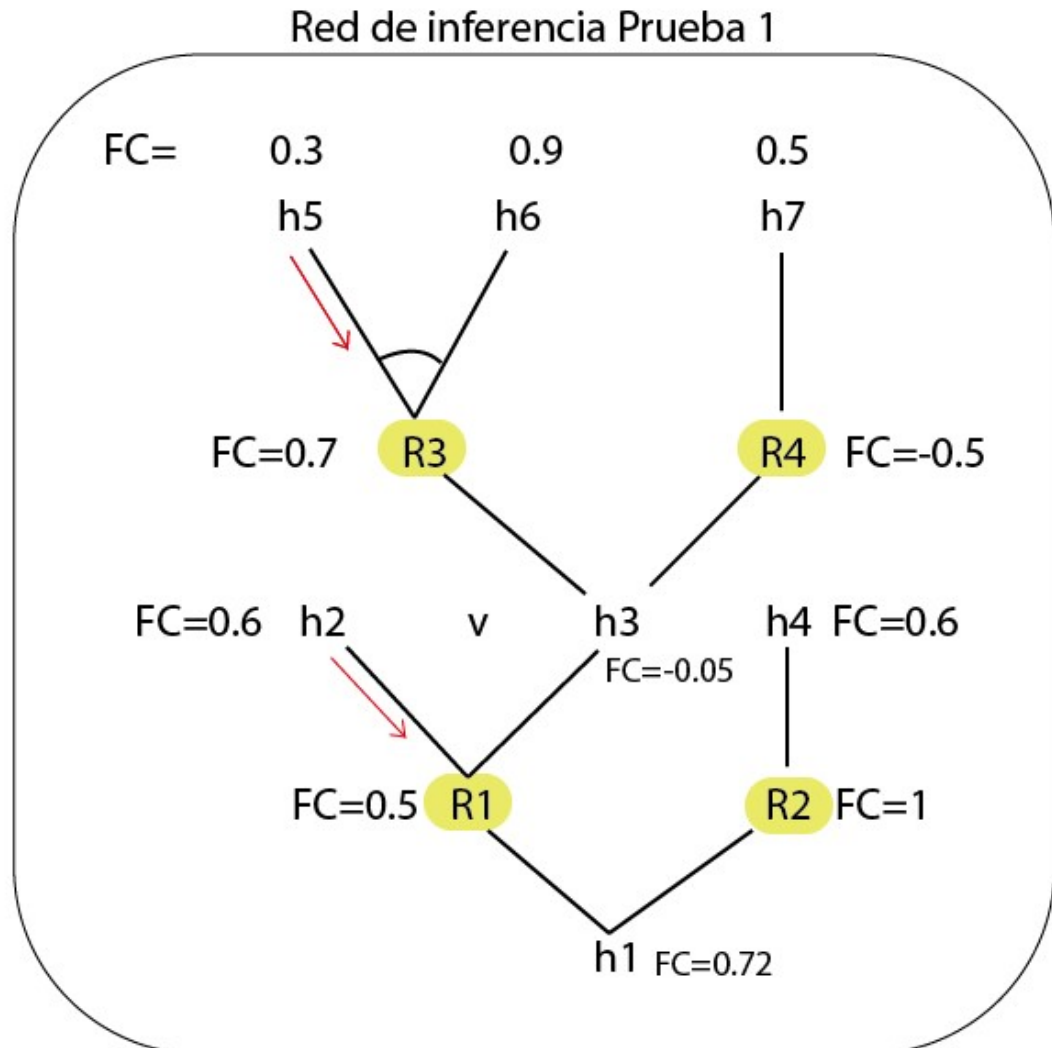 Red de inferencia Prueba 1
FC= 0.3 0.9 0.5
h5 h6 h7
FC=0.7 R3 R4 FC=-0.5
FC=0.6 h2 v h3 h4 FC=0.6
FC=-0.05
FC=0.5 R1 R2 FC=1
h1 FC=0.72